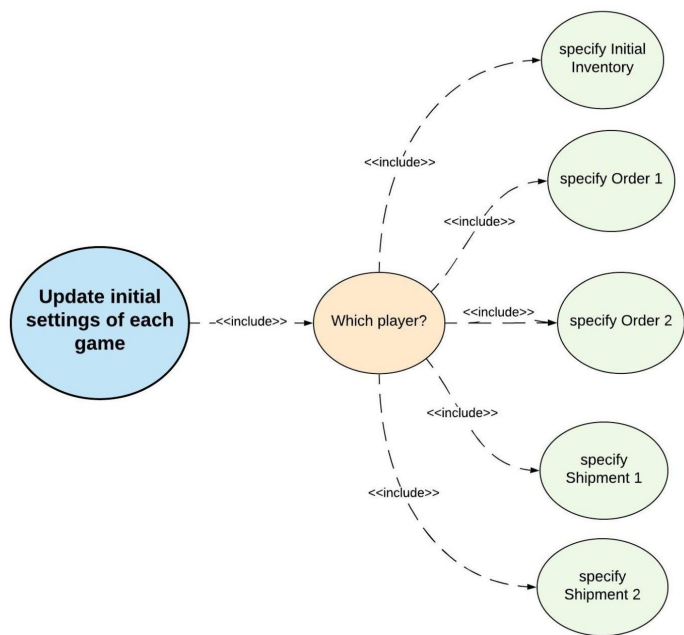 specify Initial
Inventory
<<include>>
specify Order 1
<<include>>
Update initial
settings of each
game
<<include>>
Which player?
<<include>>
specify Order 2
<<include>>
specify
Shipment 1
<<include>>
specify
Shipment 2